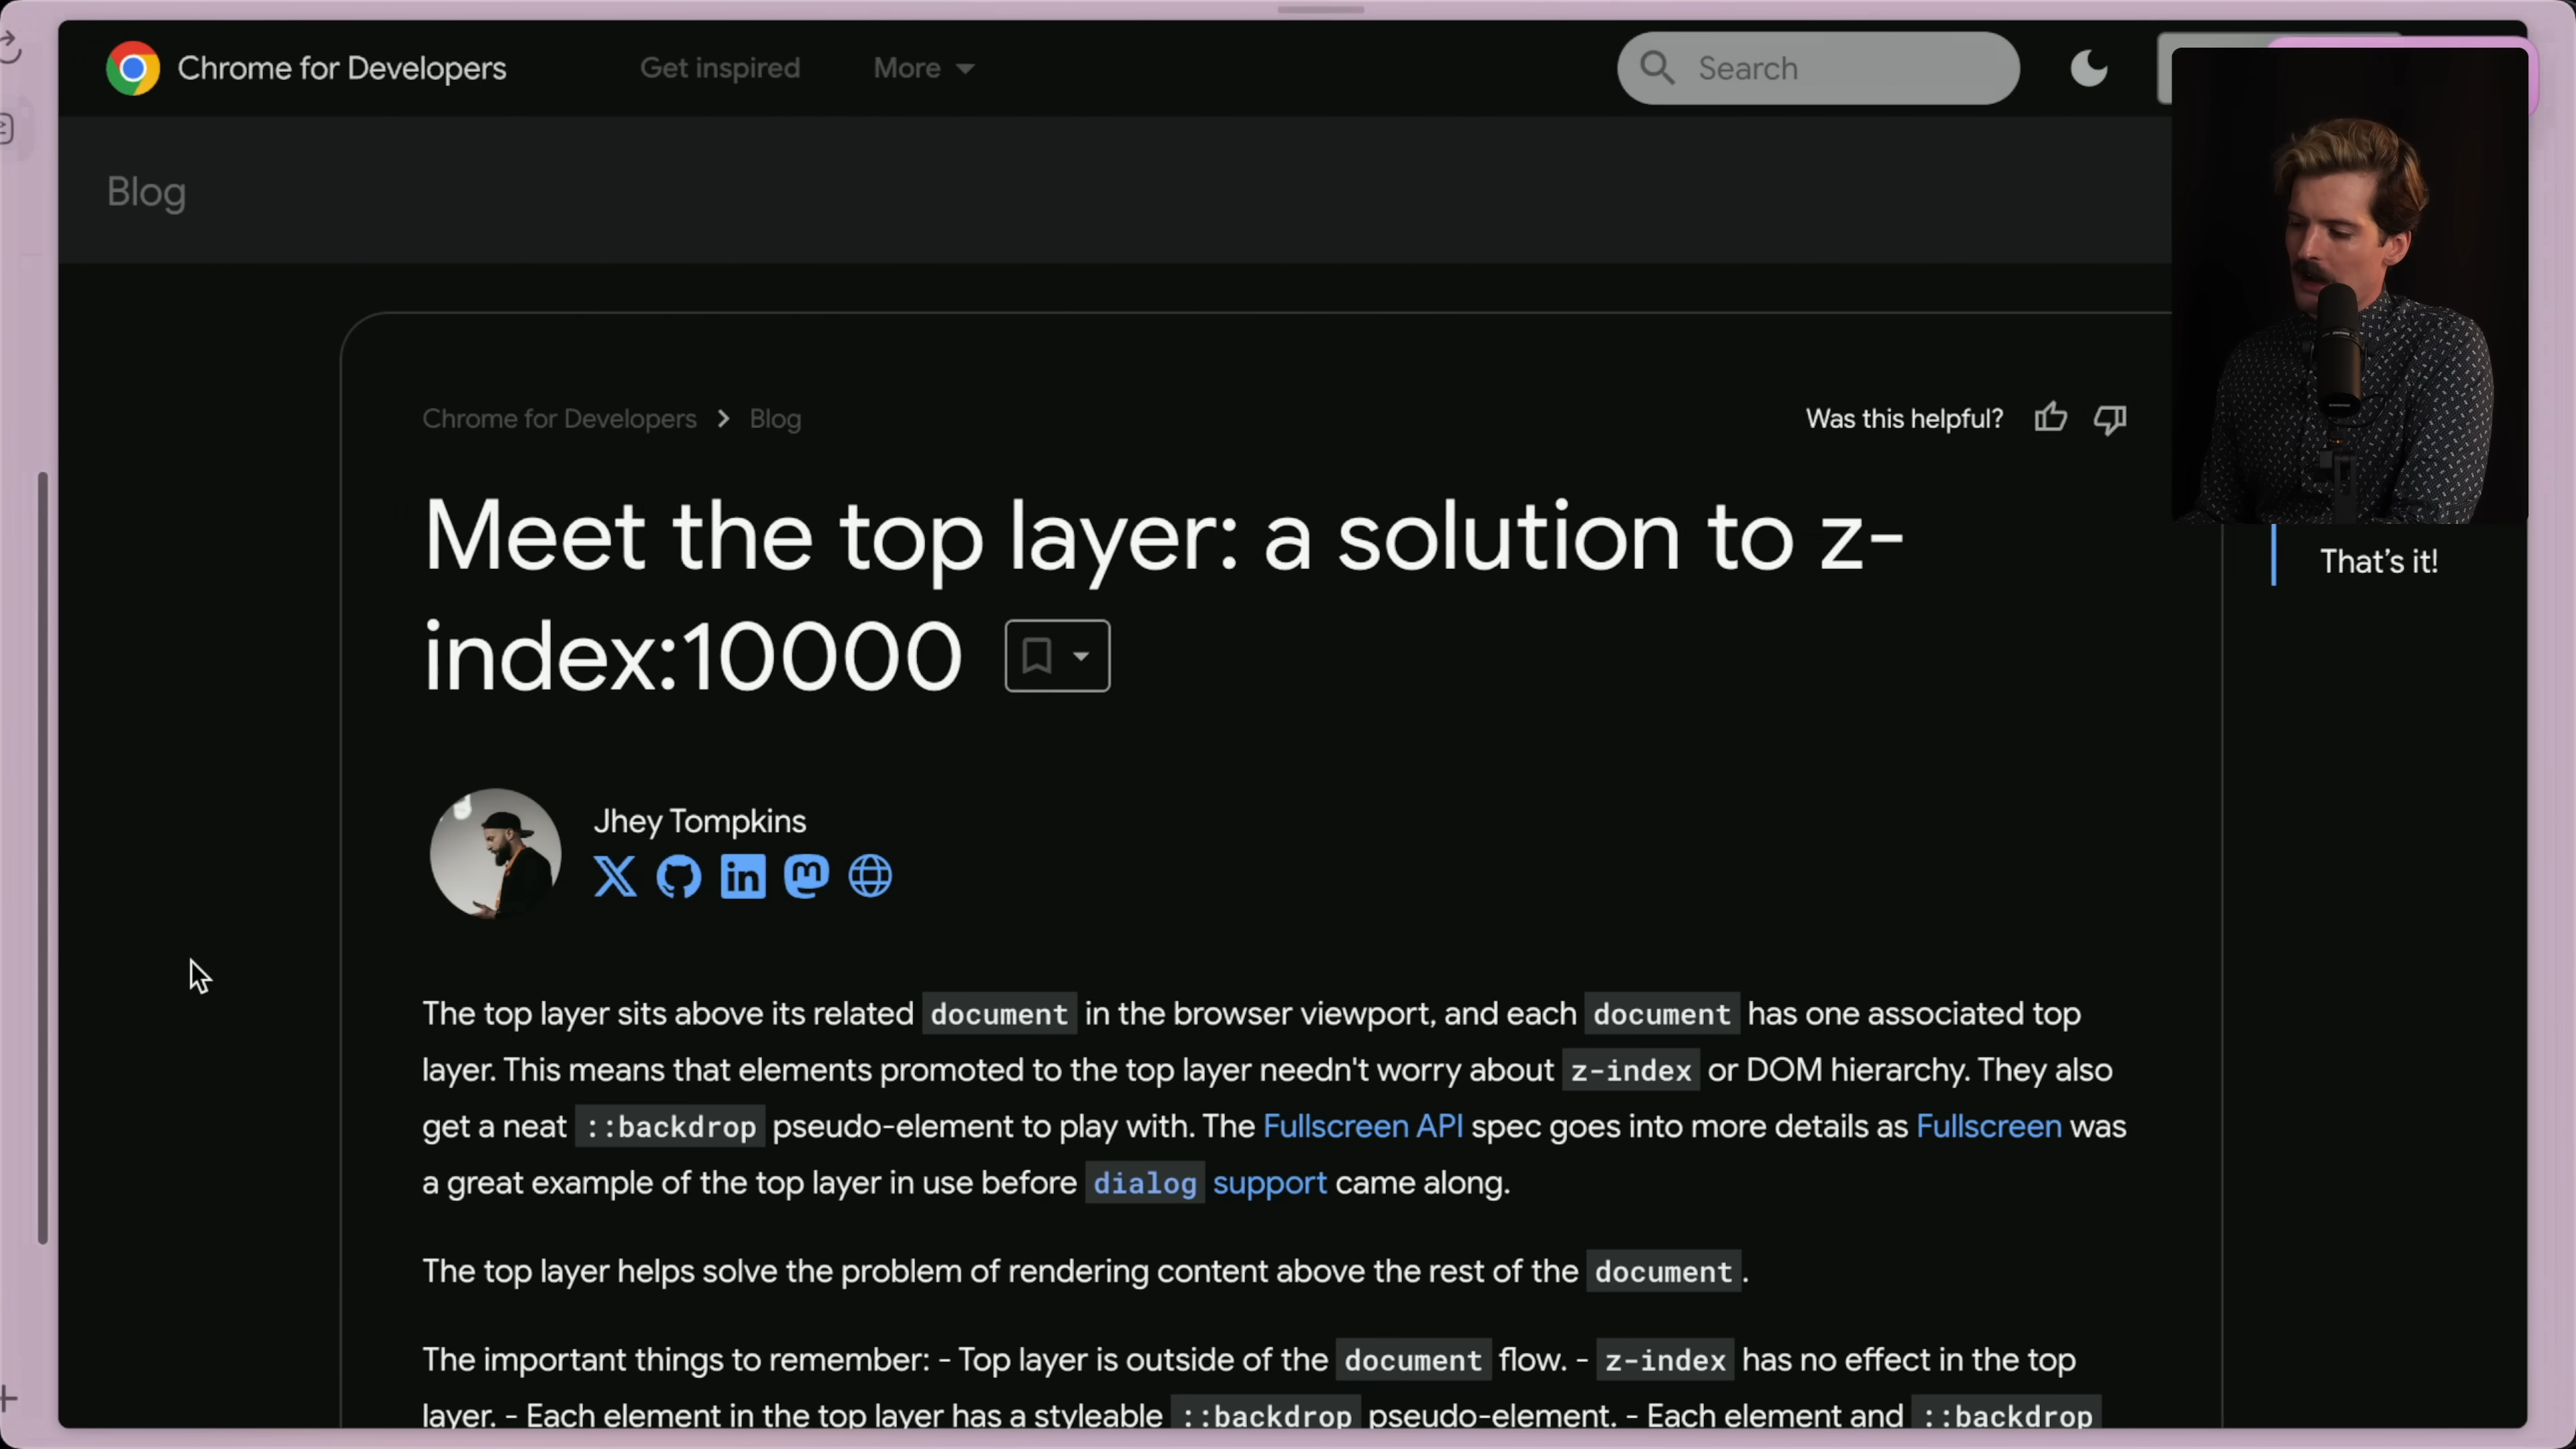 Chrome for Developers
Get inspired
More
Search
Blog
Chrome for Developers
Blog
Was this helpful?
Meet the top layer: a solution to z-
index:10000
Jhey Tompkins
That's it!
The top layer sits above its related document in the browser viewport, and each document has one associated top
layer. This means that elements promoted to the top layer needn't worry about z-index or DOM hierarchy. They also
get a neat ::backdrop pseudo-element to play with. The Fullscreen API spec goes into more details as Fullscreen was
a great example of the top layer in use before dialog support came along.
The top layer helps solve the problem of rendering content above the rest of the document.
The important things to remember: - Top layer is outside of the document flow. - z-index has no effect in the top
layer. - Each element in the top layer has a styleable ::backdrop pseudo-element. - Each element and ::backdrop